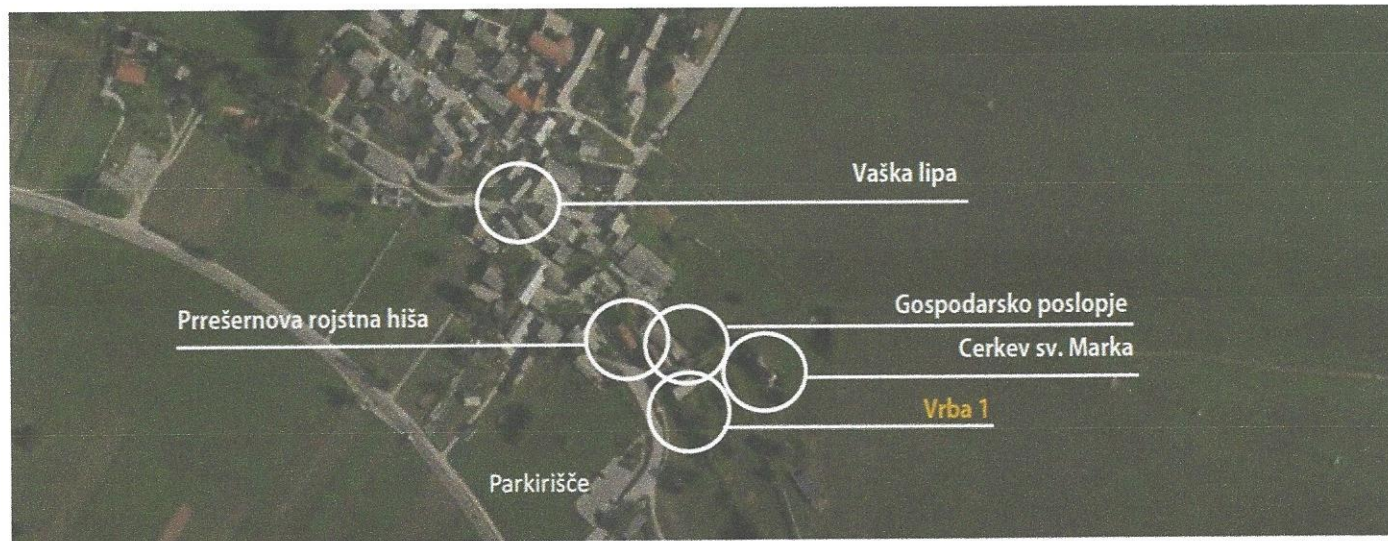 Vaška lipa
Prrešernova rojstna hiša
Gospodarsko poslopje
Cerkev sv. Marka
Vrba 1
Parkirišče